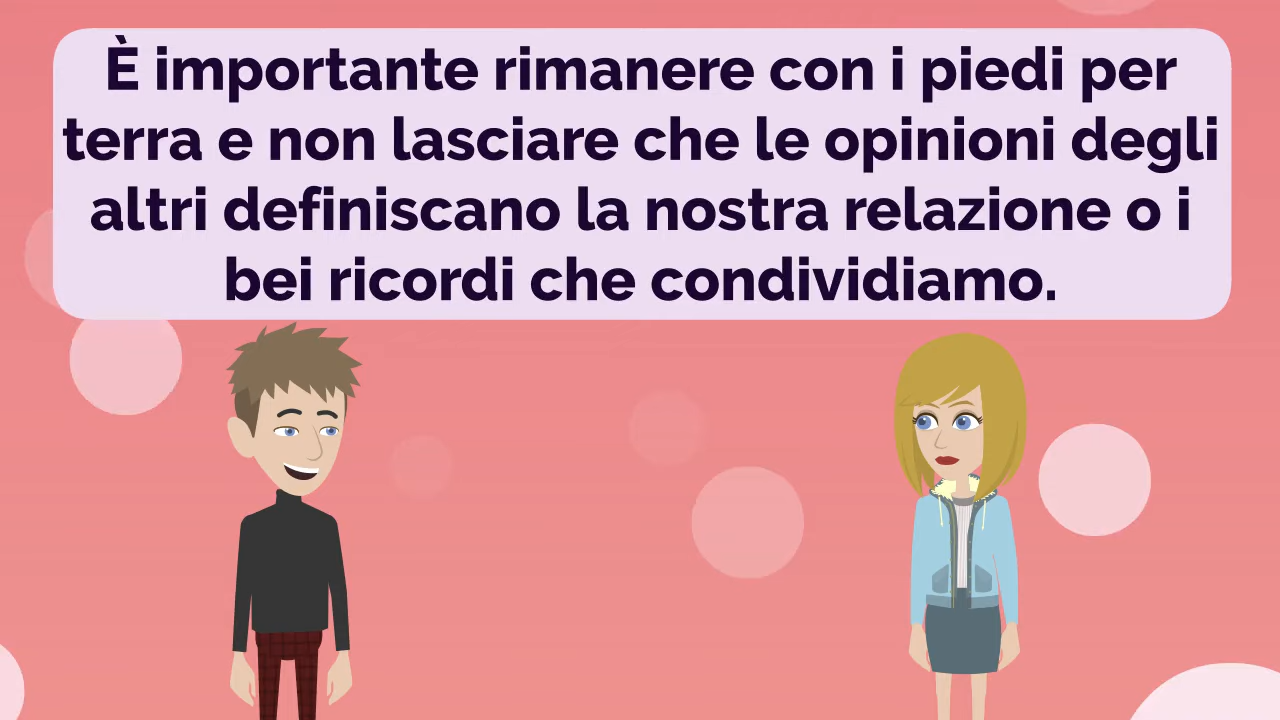 È importante rimanere con i piedi per
terra e non lasciare che le opinioni degli
altri definiscano la nostra relazione o i
bei ricordi che condividiamo.